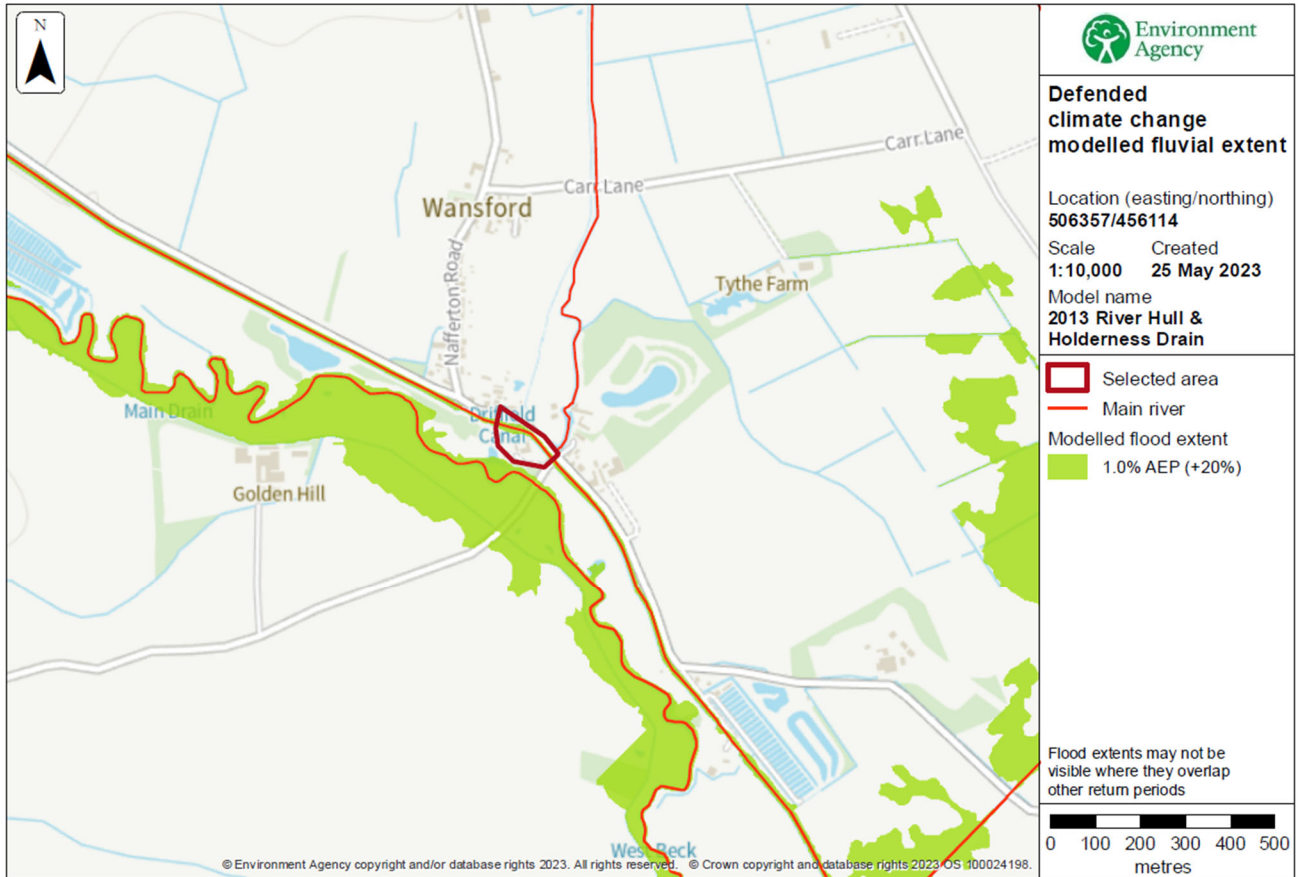 N
Carr Lane
Carr Lane
Wansford
Nafferton Road
Tythe Farm
Driffield
Canal
Main Drain
Golden Hill
West Beck
© Environment Agency copyright and/or database rights 2023. All rights reserved. © Crown copyright and database rights 2023 OS 100024198.
Environment
Agency
Defended
climate change
modelled fluvial extent
Location (easting/northing)
506357/456114
Scale Created
1:10,000 25 May 2023
Model name
2013 River Hull &
Holderness Drain
Selected area
Main river
Modelled flood extent
1.0% AEP (+20%)
Flood extents may not be
visible where they overlap
other return periods
0 100 200 300 400 500
metres